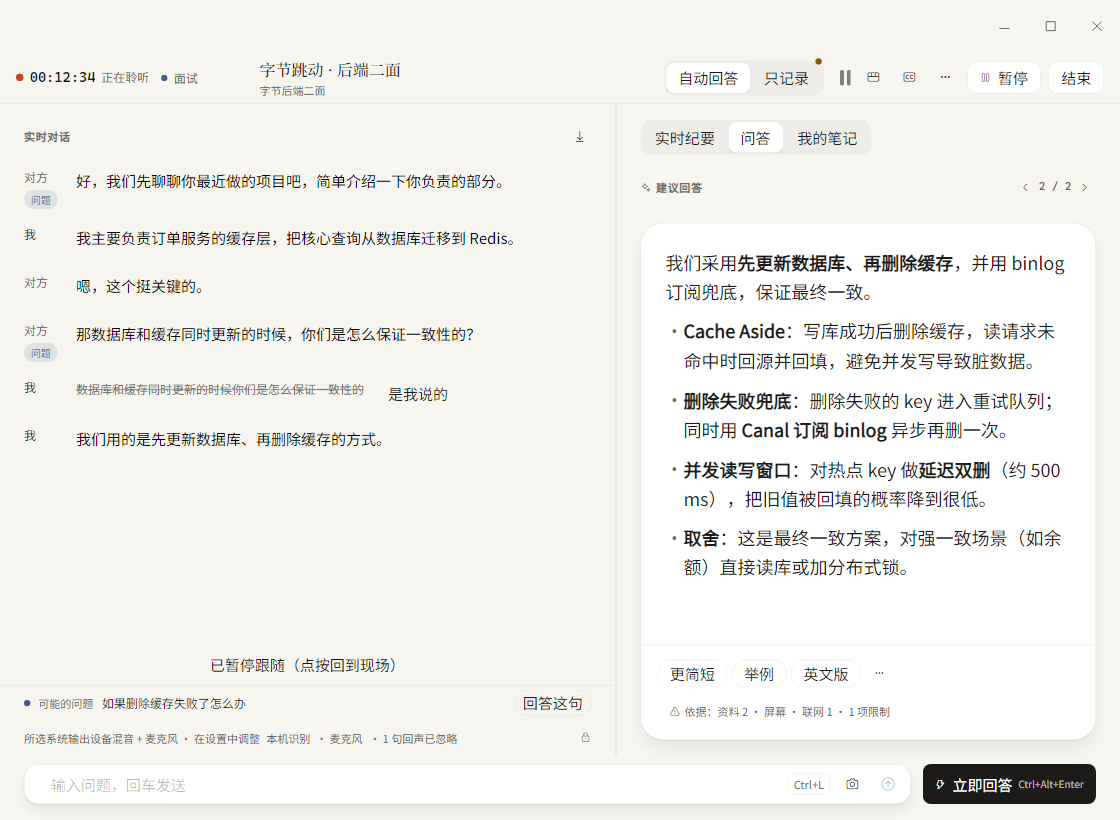 00:12:34 正在聆听 面试
字节跳动 · 后端二面
字节后端二面
自动回答 只记录
暂停 结束
实时对话
对方
问题
好，我们先聊聊你最近做的项目吧，简单介绍一下你负责的部分。
我
我主要负责订单服务的缓存层，把核心查询从数据库迁移到 Redis。
对方
嗯，这个挺关键的。
对方
问题
那数据库和缓存同时更新的时候，你们是怎么保证一致性的？
我
数据库和缓存同时更新的时候你们是怎么保证一致性的 是我说的
我
我们用的是先更新数据库、再删除缓存的方式。
已暂停跟随（点按回到现场）
可能的问题 如果删除缓存失败了怎么办 回答这句
所选系统输出设备混音 + 麦克风 · 在设置中调整 本机识别 · 麦克风 · 1 句回声已忽略
实时纪要 问答 我的笔记
建议回答 2 / 2
我们采用先更新数据库、再删除缓存，并用 binlog
订阅兜底，保证最终一致。
• Cache Aside：写库成功后删除缓存，读请求未
命中时回源并回填，避免并发写导致脏数据。
• 删除失败兜底：删除失败的 key 进入重试队列；
同时用 Canal 订阅 binlog 异步再删一次。
• 并发读写窗口：对热点 key 做延迟双删（约 500
ms），把旧值被回填的概率降到很低。
• 取舍：这是最终一致方案，对强一致场景（如余
额）直接读库或加分布式锁。
更简短 举例 英文版 ···
依据：资料 2 · 屏幕 · 联网 1 · 1 项限制
输入问题，回车发送 Ctrl+L
立即回答 Ctrl+Alt+Enter